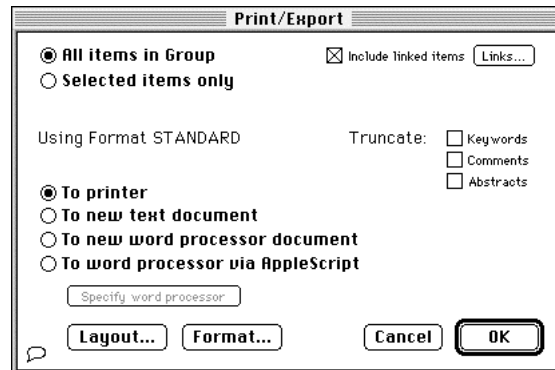 Print/Export
All items in Group
Include linked items Links...
Selected items only
Using Format STANDARD
Truncate: Keywords
Comments
Abstracts
To printer
To new text document
To new word processor document
To word processor via AppleScript
Specify word processor
Layout... Format... Cancel OK